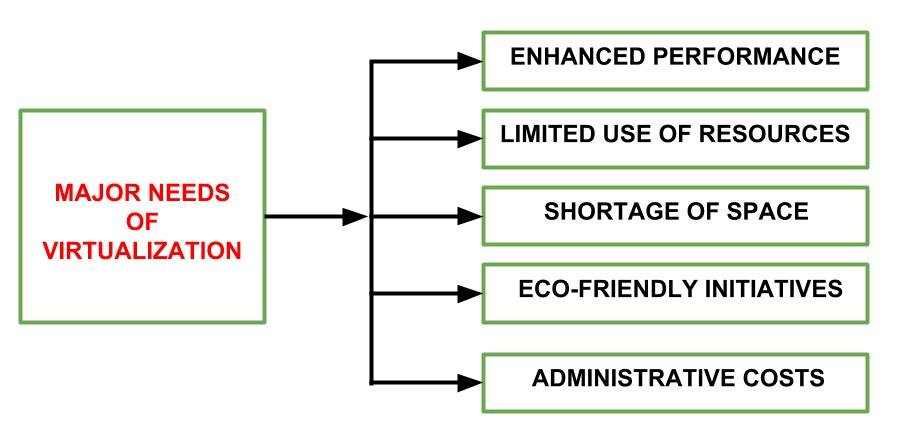 MAJOR NEEDS
OF
VIRTUALIZATION
ENHANCED PERFORMANCE
LIMITED USE OF RESOURCES
SHORTAGE OF SPACE
ECO-FRIENDLY INITIATIVES
ADMINISTRATIVE COSTS